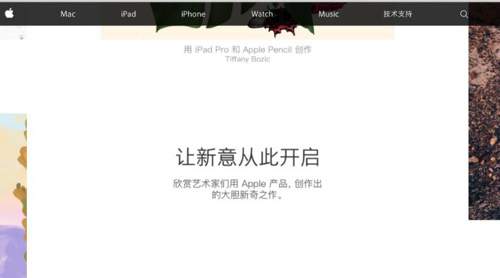 Mac iPad iPhone Watch Music 技术支持
用 iPad Pro 和 Apple Pencil 创作
Tiffany Bozic
让新意从此开启
欣赏艺术家们用 Apple 产品，创作出
的大胆新奇之作。